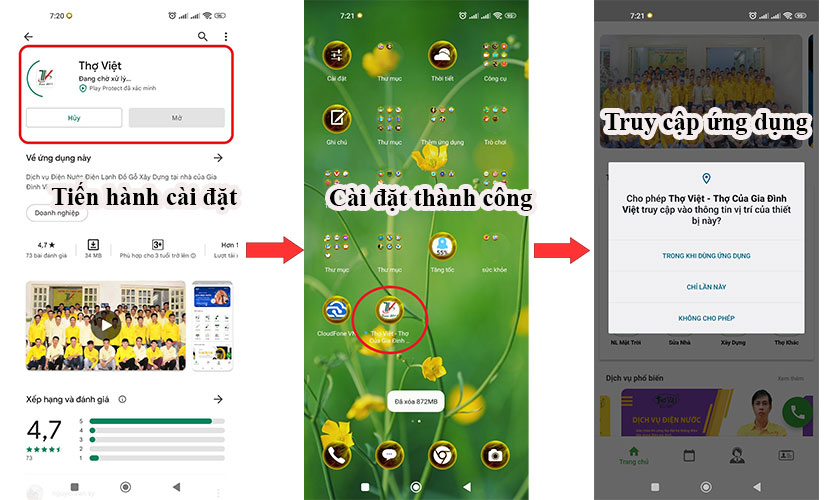 7:20
Thợ Việt
Đang chờ xử lý...
Play Protect đã xác minh
Hủy
Mở
Về ứng dụng này
Dịch vụ Điện Nước Điện Lạnh Đồ Gỗ Xây Dựng tại nhà của Gia
Đình V
Tiến hành cài đặt
Doanh nghiệp
4,7★
73 bài đánh giá
34 MB
3+
Phù hợp cho 3 tuổi trở lên
Hơn 1
Lượt tải x
Xếp hạng và đánh giá
4,7
73
5
4
3
2
1
7:21
Cài đặt
Thư mục
Thời tiết
Công cụ
Ghi chú
Thư mục
Thêm ứng dụng
Trò chơi
Cài đặt thành công
Thư mục
Thư mục
55%
Tăng tốc
sức khỏe
CloudFone VN
Thợ Việt - Thợ
Của Gia Đình ...
Đã xóa 872MB
7:21
Truy cập ứng dụng
Cho phép Thợ Việt - Thợ Của Gia Đình
Việt truy cập vào thông tin vị trí của thiết
bị này?
TRONG KHI DÙNG ỨNG DỤNG
CHỈ LẦN NÀY
KHÔNG CHO PHÉP
NL Mặt Trời
Sửa Nhà
Xây Dựng
Thợ Khác
Dịch vụ phổ biến
Xem thêm
DỊCH VỤ ĐIỆN NƯỚC
Trang chủ